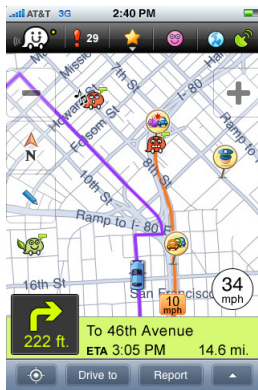 AT&T 3G 2:40 PM
29
Mission
7th St
I-80
Howard
Folsom St
Ramp to I-
N
8th St
10th St
Ramp to I-80
16th St
San Francisco
34
mph
10
mph
222 ft.
To 46th Avenue
ETA 3:05 PM 14.6 mi.
Drive to Report